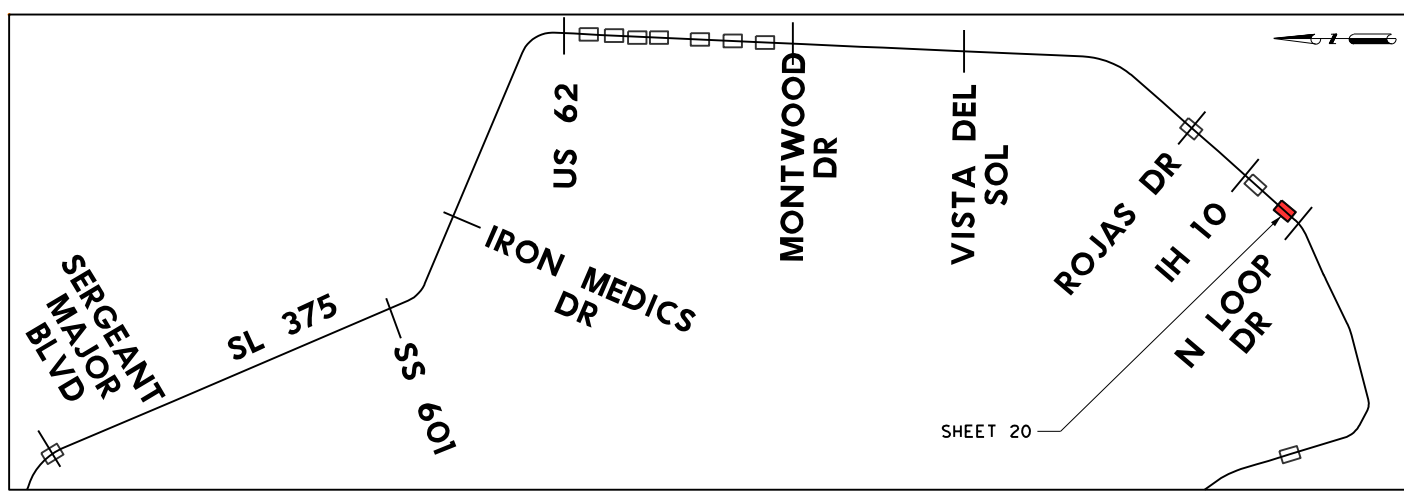 SERGEANT
MAJOR
BLVD
SL 375
SS 601
IRON MEDICS
DR
US 62
MONTWOOD
DR
VISTA DEL
SOL
ROJAS DR
IH 10
N LOOP
DR
SHEET 20